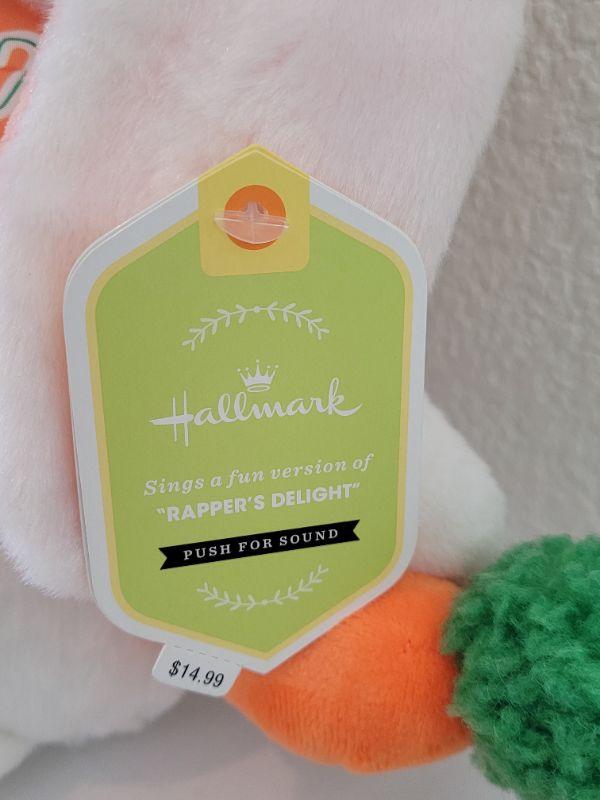 Hallmark
Sings a fun version of
"RAPPER'S DELIGHT"
PUSH FOR SOUND
$14.99